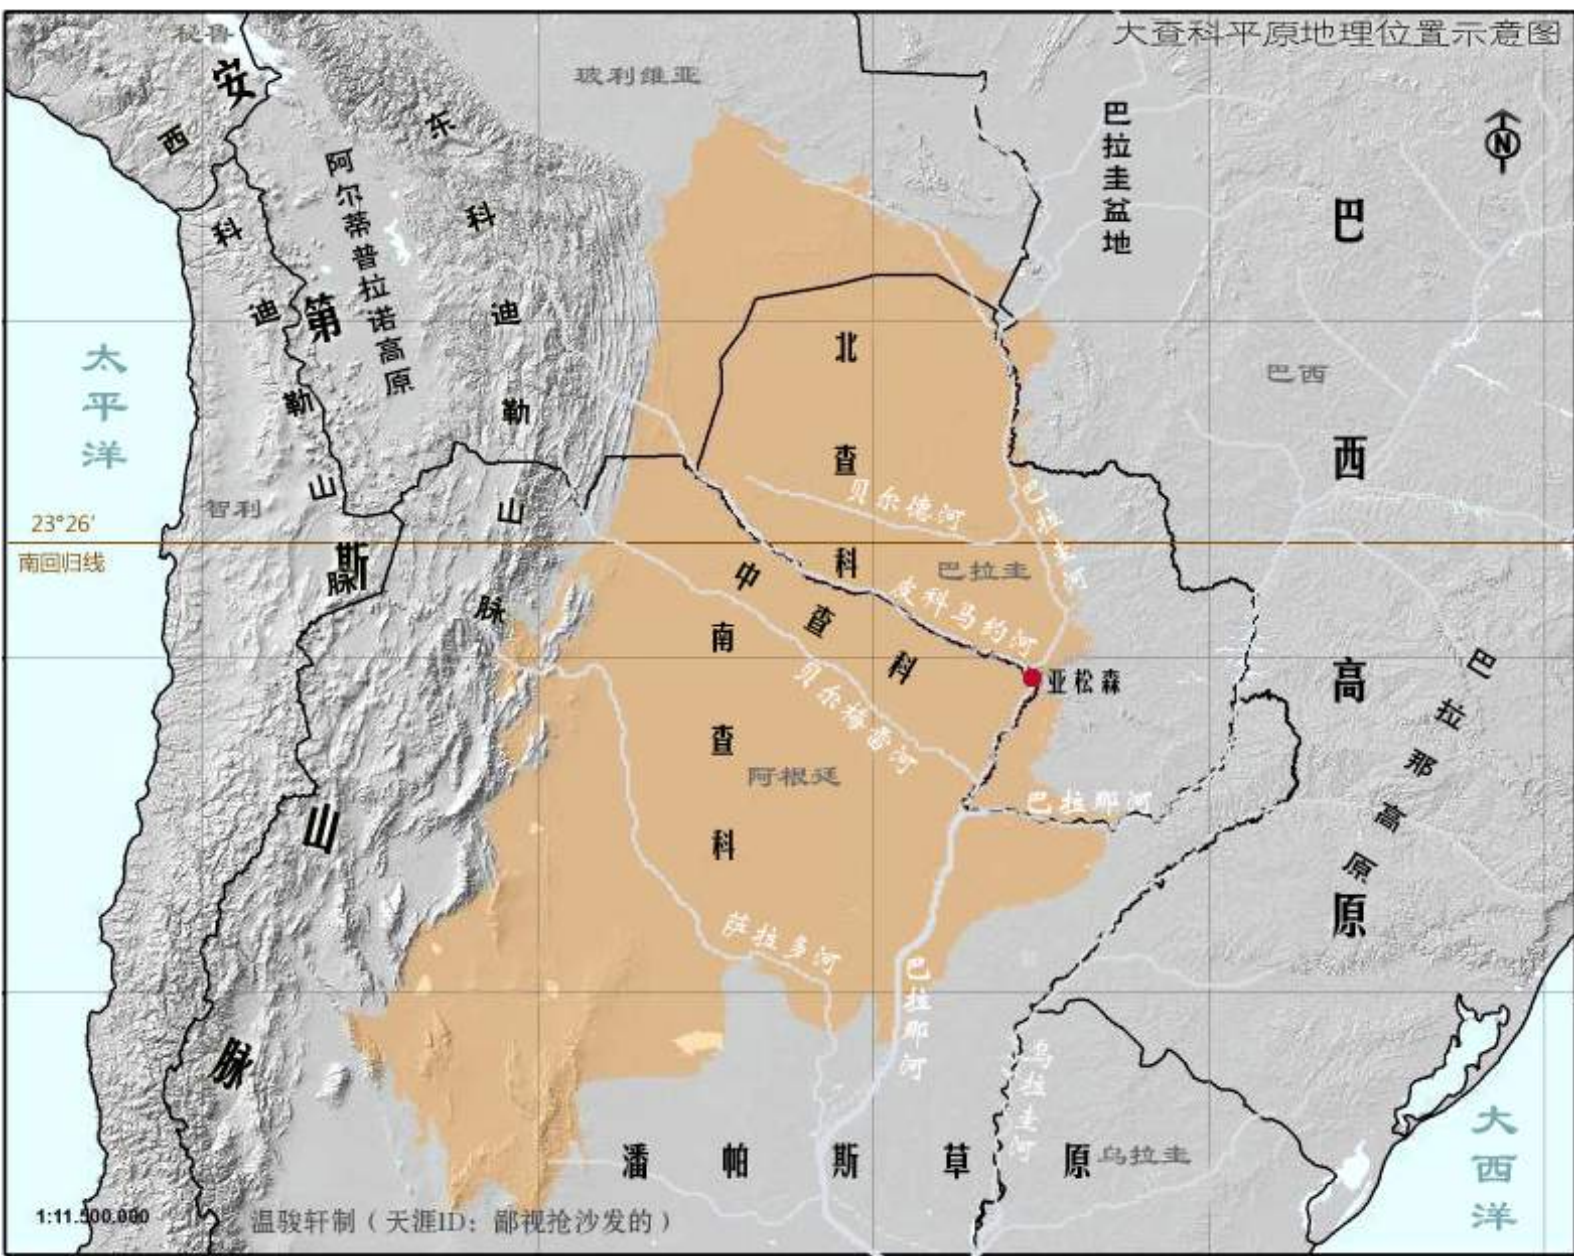 大查科平原地理位置示意图
秘鲁
玻利维亚
安第斯山脉
西科迪勒山脉
东科迪勒山脉
阿尔蒂普拉诺高原
巴拉圭盆地
N
巴西高原
太平洋
巴西
北查科
智利
23°26'
南回归线
贝尔德河
巴拉圭河
巴拉圭
皮科马约河
中查科
南查科
亚松森
贝尔梅霍河
阿根廷
巴拉那河
巴拉那高原
萨拉多河
巴拉那河
乌拉圭河
潘帕斯草原
乌拉圭
大西洋
1:11.500.000
温骏轩制(天涯ID:鄙视抢沙发的)